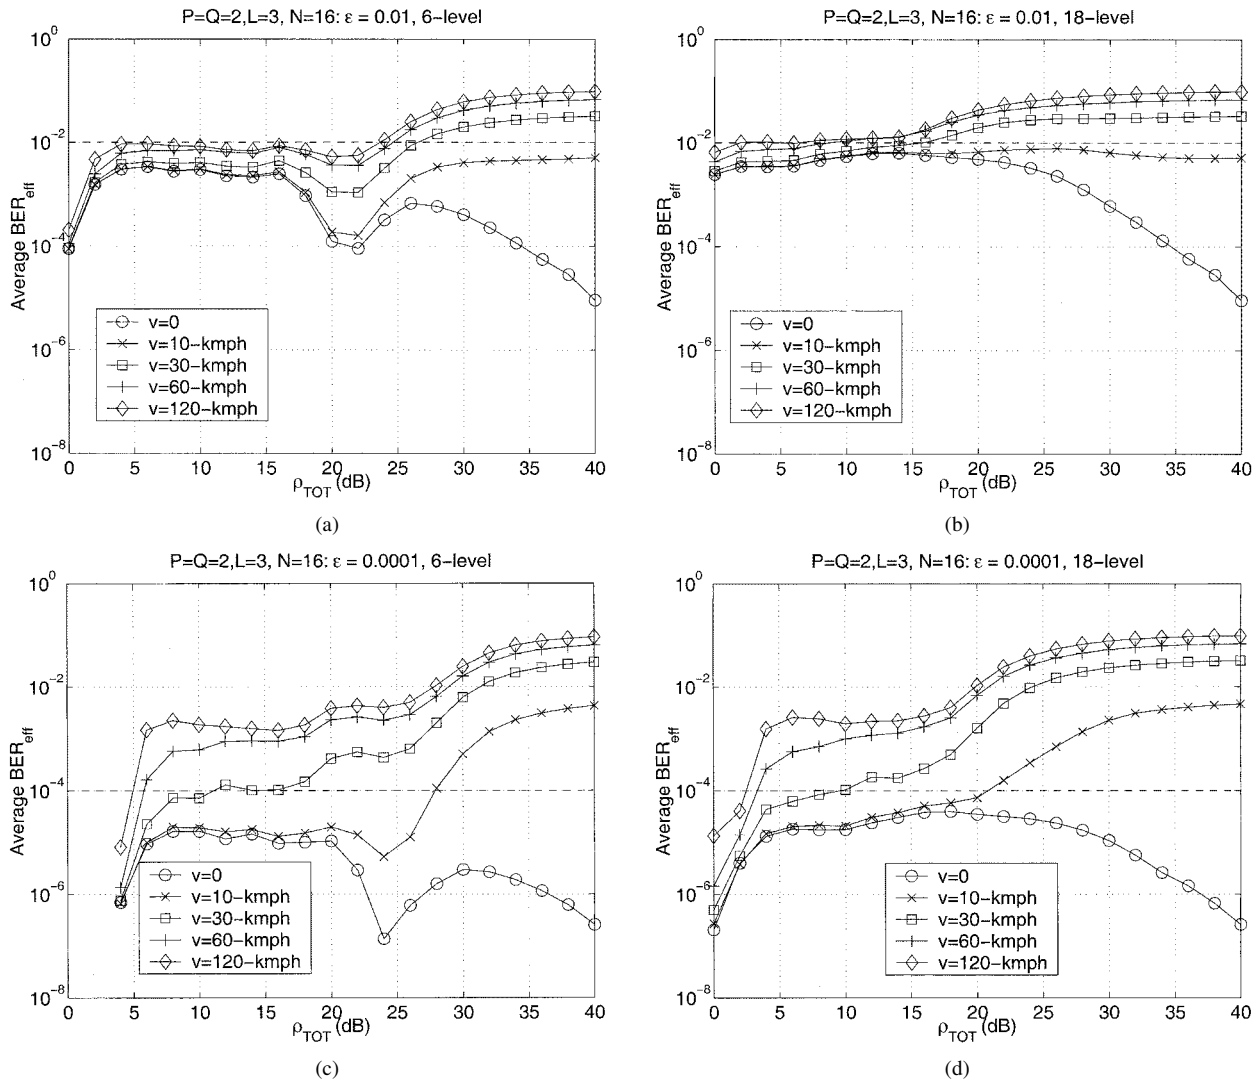 P=Q=2,L=3, N=16: ε = 0.01, 6−level
10^0
10^−2
10^−4
10^−6
10^−8
Average BER_eff
v=0
v=10−kmph
v=30−kmph
v=60−kmph
v=120−kmph
0 5 10 15 20 25 30 35 40
ρ_TOT (dB)
(a)
P=Q=2,L=3, N=16: ε = 0.01, 18−level
10^0
10^−2
10^−4
10^−6
10^−8
Average BER_eff
v=0
v=10−kmph
v=30−kmph
v=60−kmph
v=120−kmph
0 5 10 15 20 25 30 35 40
ρ_TOT (dB)
(b)
P=Q=2,L=3, N=16: ε = 0.0001, 6−level
10^0
10^−2
10^−4
10^−6
10^−8
Average BER_eff
v=0
v=10−kmph
v=30−kmph
v=60−kmph
v=120−kmph
0 5 10 15 20 25 30 35 40
ρ_TOT (dB)
(c)
P=Q=2,L=3, N=16: ε = 0.0001, 18−level
10^0
10^−2
10^−4
10^−6
10^−8
Average BER_eff
v=0
v=10−kmph
v=30−kmph
v=60−kmph
v=120−kmph
0 5 10 15 20 25 30 35 40
ρ_TOT (dB)
(d)